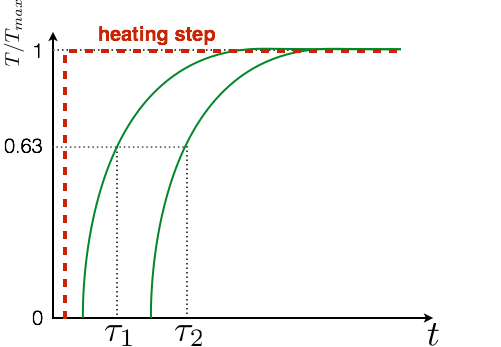 T/T_max
heating step
1
0.63
0
τ₁ τ₂
t